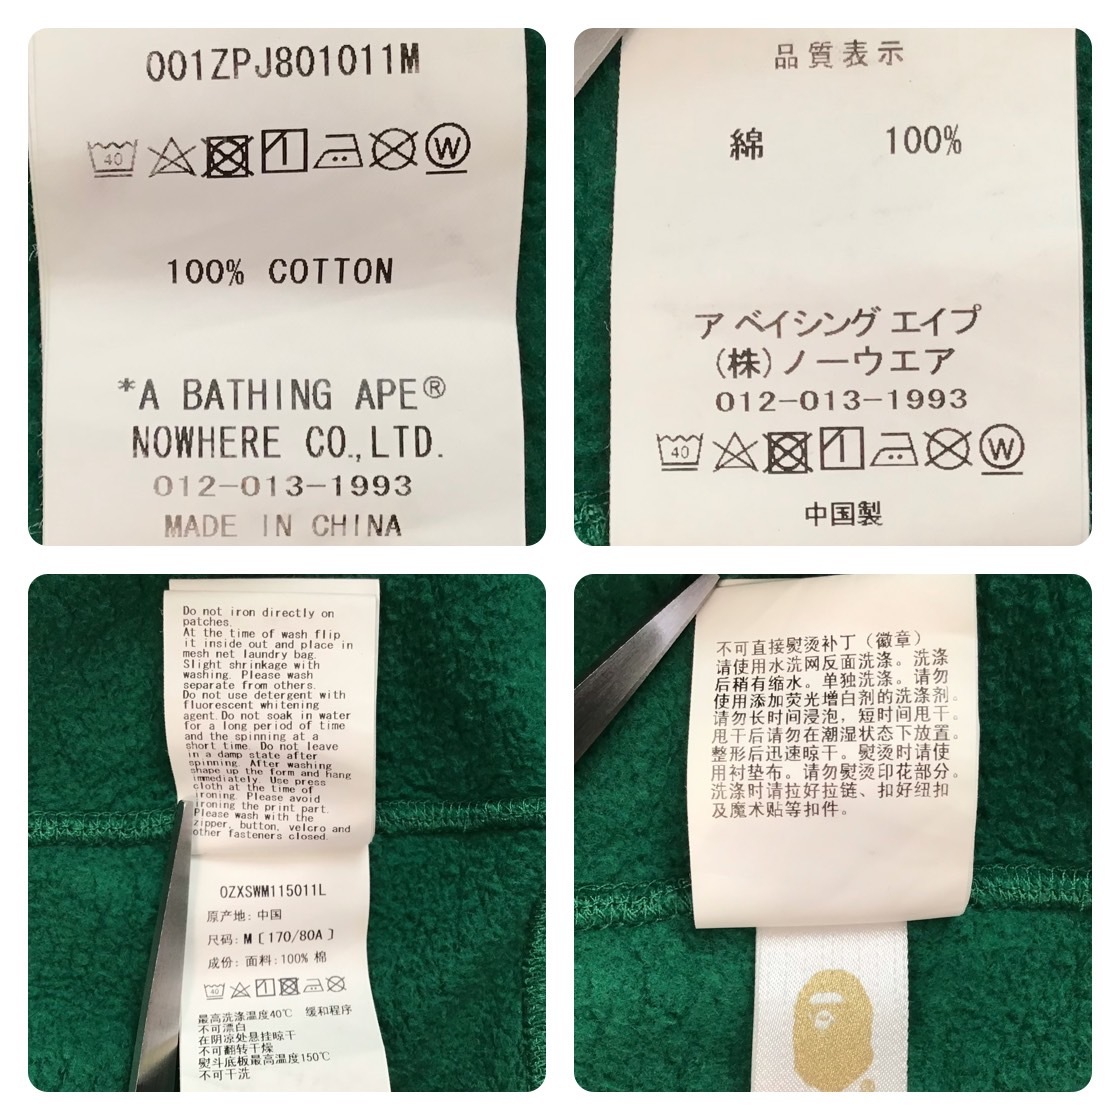 001ZPJ801011M
40
W
100% COTTON
*A BATHING APE®
NOWHERE CO.,LTD.
012-013-1993
MADE IN CHINA
品質表示
綿 100%
ア ベイシング エイプ
(株)ノーウエア
012-013-1993
40
W
中国製
Do not iron directly on
patches.
At the time of wash flip
it inside out and place in
mesh net laundry bag.
Slight shrinkage with
washing. Please wash
separate from others.
Do not use detergent with
fluorescent whitening
agent.Do not soak in water
for a long period of time
and the spinning at a
short time. Do not leave
in a damp state after
spinning. After washing
shape up the form and hang
immediately. Use press
cloth at the time of
ironing. Please avoid
ironing the print part.
Please wash with the
zipper, button, velcro and
other fasteners closed.
0ZXSWM115011L
原产地: 中国
尺码: M〔170/80A〕
成份: 面料:100% 棉
40
最高洗涤温度40℃ 缓和程序
不可漂白
在阴凉处悬挂晾干
不可翻转干燥
熨斗底板最高温度150℃
不可干洗
不可直接熨烫补丁（徽章）
请使用水洗网反面洗涤。洗涤
后稍有缩水。单独洗涤。请勿
使用添加荧光增白剂的洗涤剂。
请勿长时间浸泡，短时间甩干。
甩干后请勿在潮湿状态下放置。
整形后迅速晾干。熨烫时请使
用衬垫布。请勿熨烫印花部分。
洗涤时请拉好拉链、扣好纽扣
及魔术贴等扣件。
®